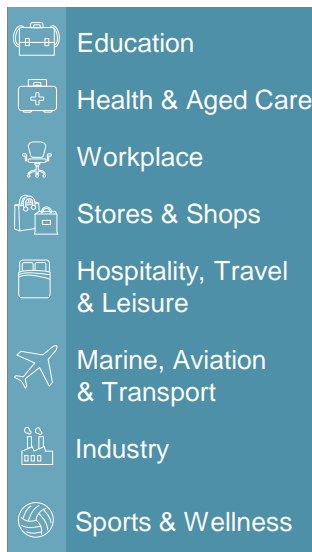 Education
Health & Aged Care
Workplace
Stores & Shops
Hospitality, Travel
& Leisure
Marine, Aviation
& Transport
Industry
Sports & Wellness